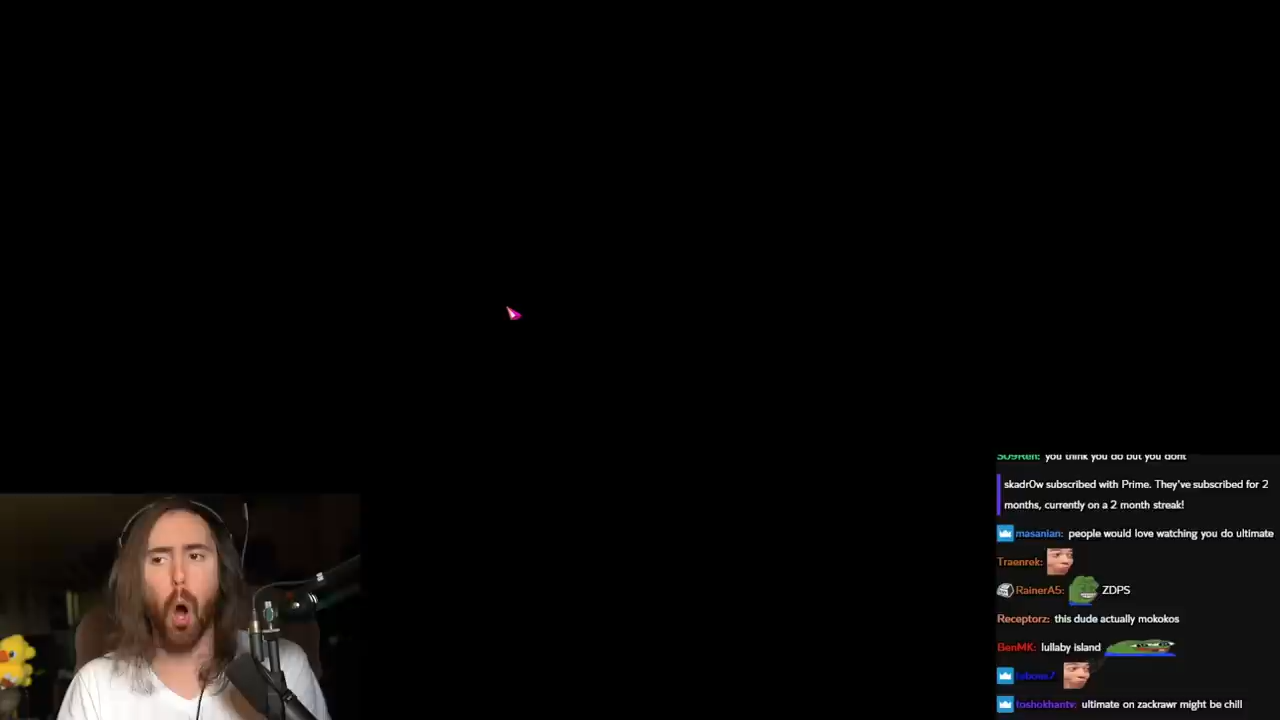 SO9Ren: you think you do but you dont
skadr0w subscribed with Prime. They've subscribed for 2
months, currently on a 2 month streak!
masanian: people would love watching you do ultimate
Traenrek:
RainerA5: ZDPS
Receptorz: this dude actually mokokos
BenMK: lullaby island
toshokhantv: ultimate on zackrawr might be chill